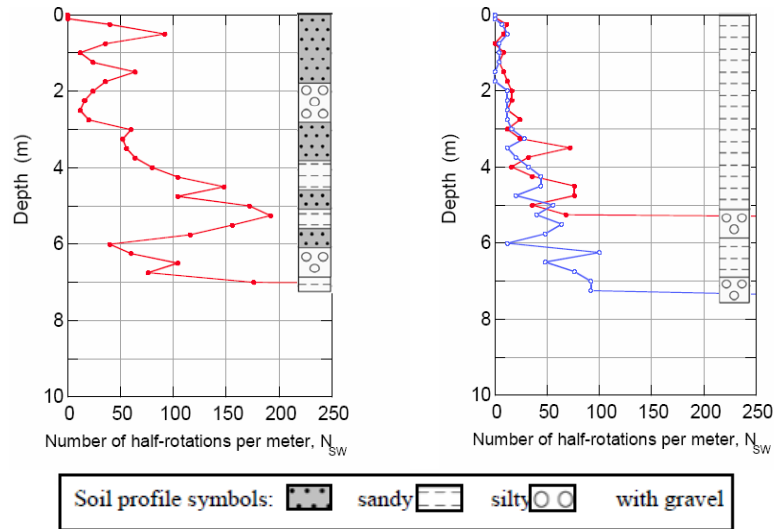 0
2
4
6
8
10
Depth (m)
0 50 100 150 200 250
Number of half-rotations per meter, N_SW
0
2
4
6
8
10
Depth (m)
0 50 100 150 200 250
Number of half-rotations per meter, N_SW
Soil profile symbols: sandy silty with gravel